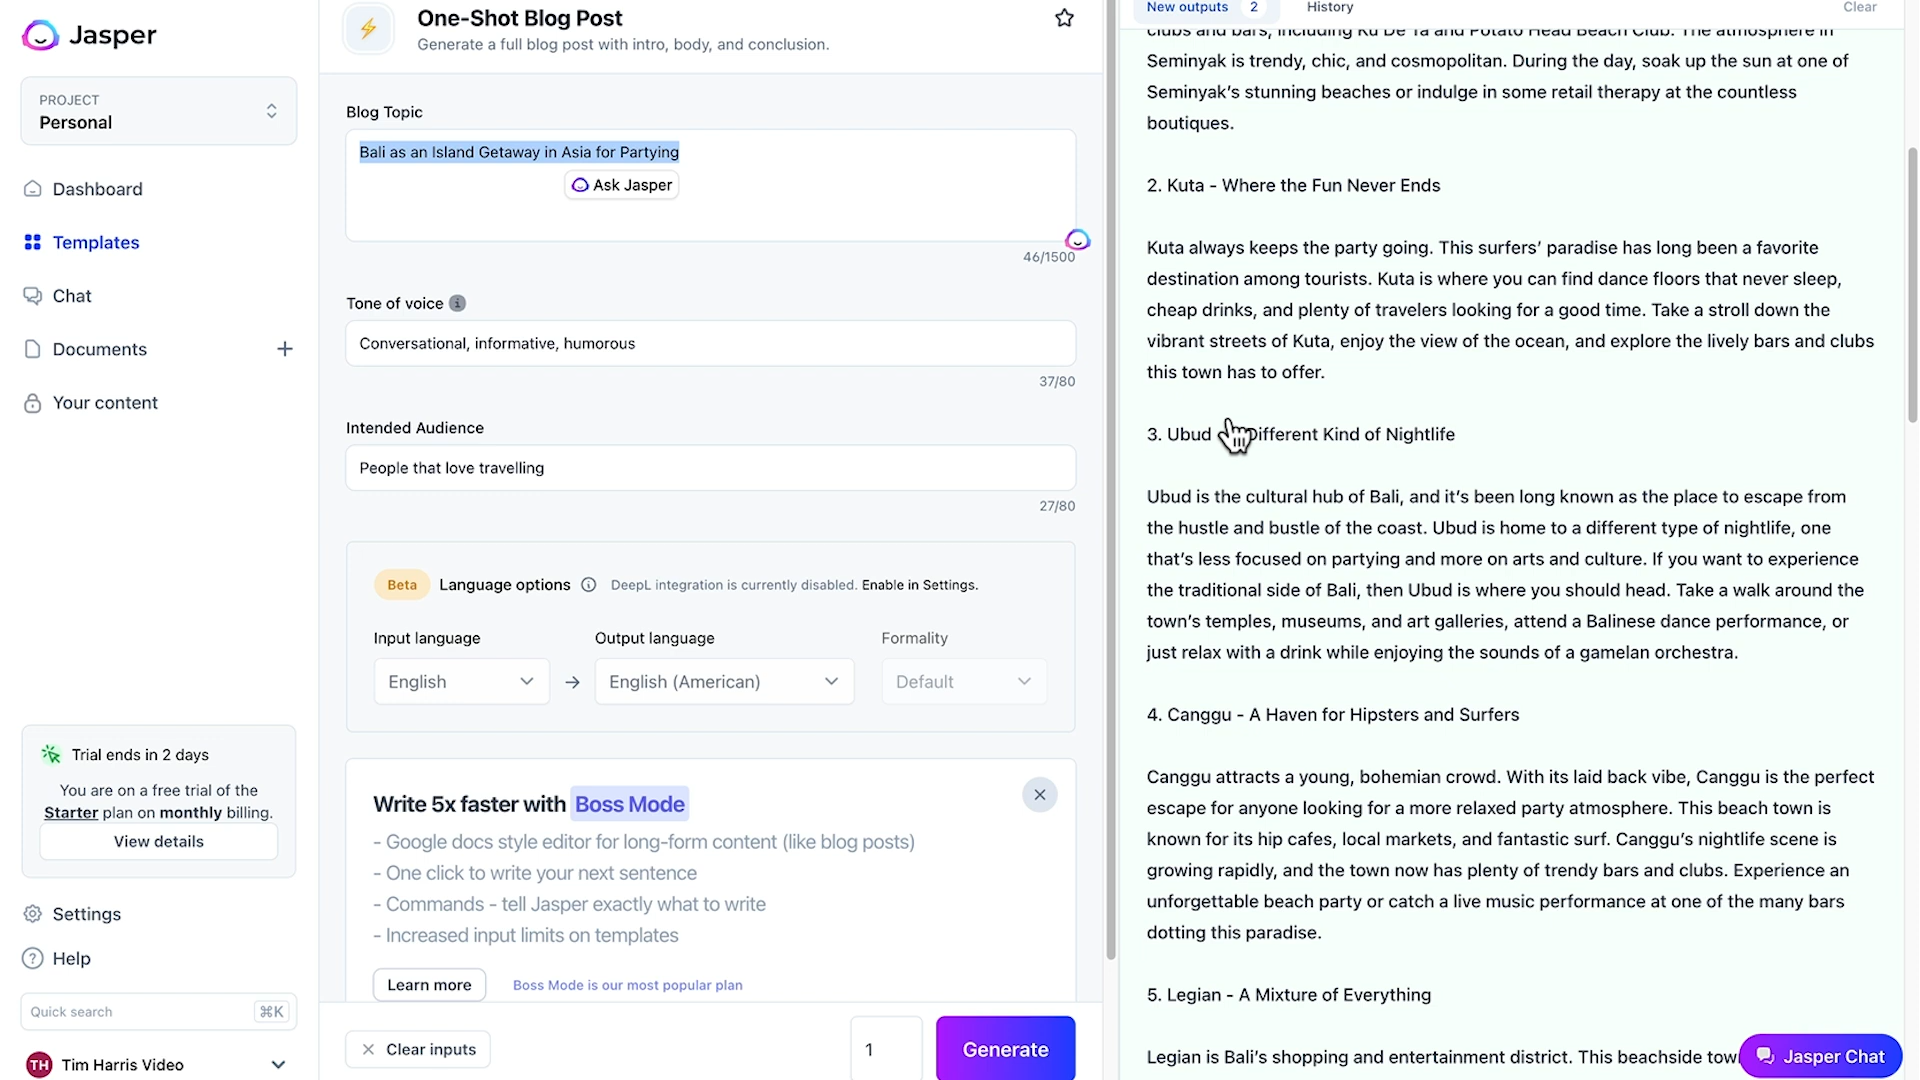 Jasper
PROJECT
Personal
Dashboard
Templates
Chat
Documents
Your content
Trial ends in 2 days
You are on a free trial of the
Starter plan on monthly billing.
View details
Settings
Help
Quick search ⌘K
TH Tim Harris Video
One-Shot Blog Post
Generate a full blog post with intro, body, and conclusion.
Blog Topic
Bali as an Island Getaway in Asia for Partying
Ask Jasper
46/1500
Tone of voice
Conversational, informative, humorous
37/80
Intended Audience
People that love travelling
27/80
Beta Language options DeepL integration is currently disabled. Enable in Settings.
Input language Output language Formality
English → English (American) Default
Write 5x faster with Boss Mode
- Google docs style editor for long-form content (like blog posts)
- One click to write your next sentence
- Commands - tell Jasper exactly what to write
- Increased input limits on templates
Learn more Boss Mode is our most popular plan
Clear inputs 1 Generate
New outputs 2 History Clear
clubs and bars, including Ku De Ta and Potato Head Beach Club. The atmosphere in
Seminyak is trendy, chic, and cosmopolitan. During the day, soak up the sun at one of
Seminyak's stunning beaches or indulge in some retail therapy at the countless
boutiques.
2. Kuta - Where the Fun Never Ends
Kuta always keeps the party going. This surfers' paradise has long been a favorite
destination among tourists. Kuta is where you can find dance floors that never sleep,
cheap drinks, and plenty of travelers looking for a good time. Take a stroll down the
vibrant streets of Kuta, enjoy the view of the ocean, and explore the lively bars and clubs
this town has to offer.
3. Ubud Different Kind of Nightlife
Ubud is the cultural hub of Bali, and it's been long known as the place to escape from
the hustle and bustle of the coast. Ubud is home to a different type of nightlife, one
that's less focused on partying and more on arts and culture. If you want to experience
the traditional side of Bali, then Ubud is where you should head. Take a walk around the
town's temples, museums, and art galleries, attend a Balinese dance performance, or
just relax with a drink while enjoying the sounds of a gamelan orchestra.
4. Canggu - A Haven for Hipsters and Surfers
Canggu attracts a young, bohemian crowd. With its laid back vibe, Canggu is the perfect
escape for anyone looking for a more relaxed party atmosphere. This beach town is
known for its hip cafes, local markets, and fantastic surf. Canggu's nightlife scene is
growing rapidly, and the town now has plenty of trendy bars and clubs. Experience an
unforgettable beach party or catch a live music performance at one of the many bars
dotting this paradise.
5. Legian - A Mixture of Everything
Legian is Bali's shopping and entertainment district. This beachside
Jasper Chat